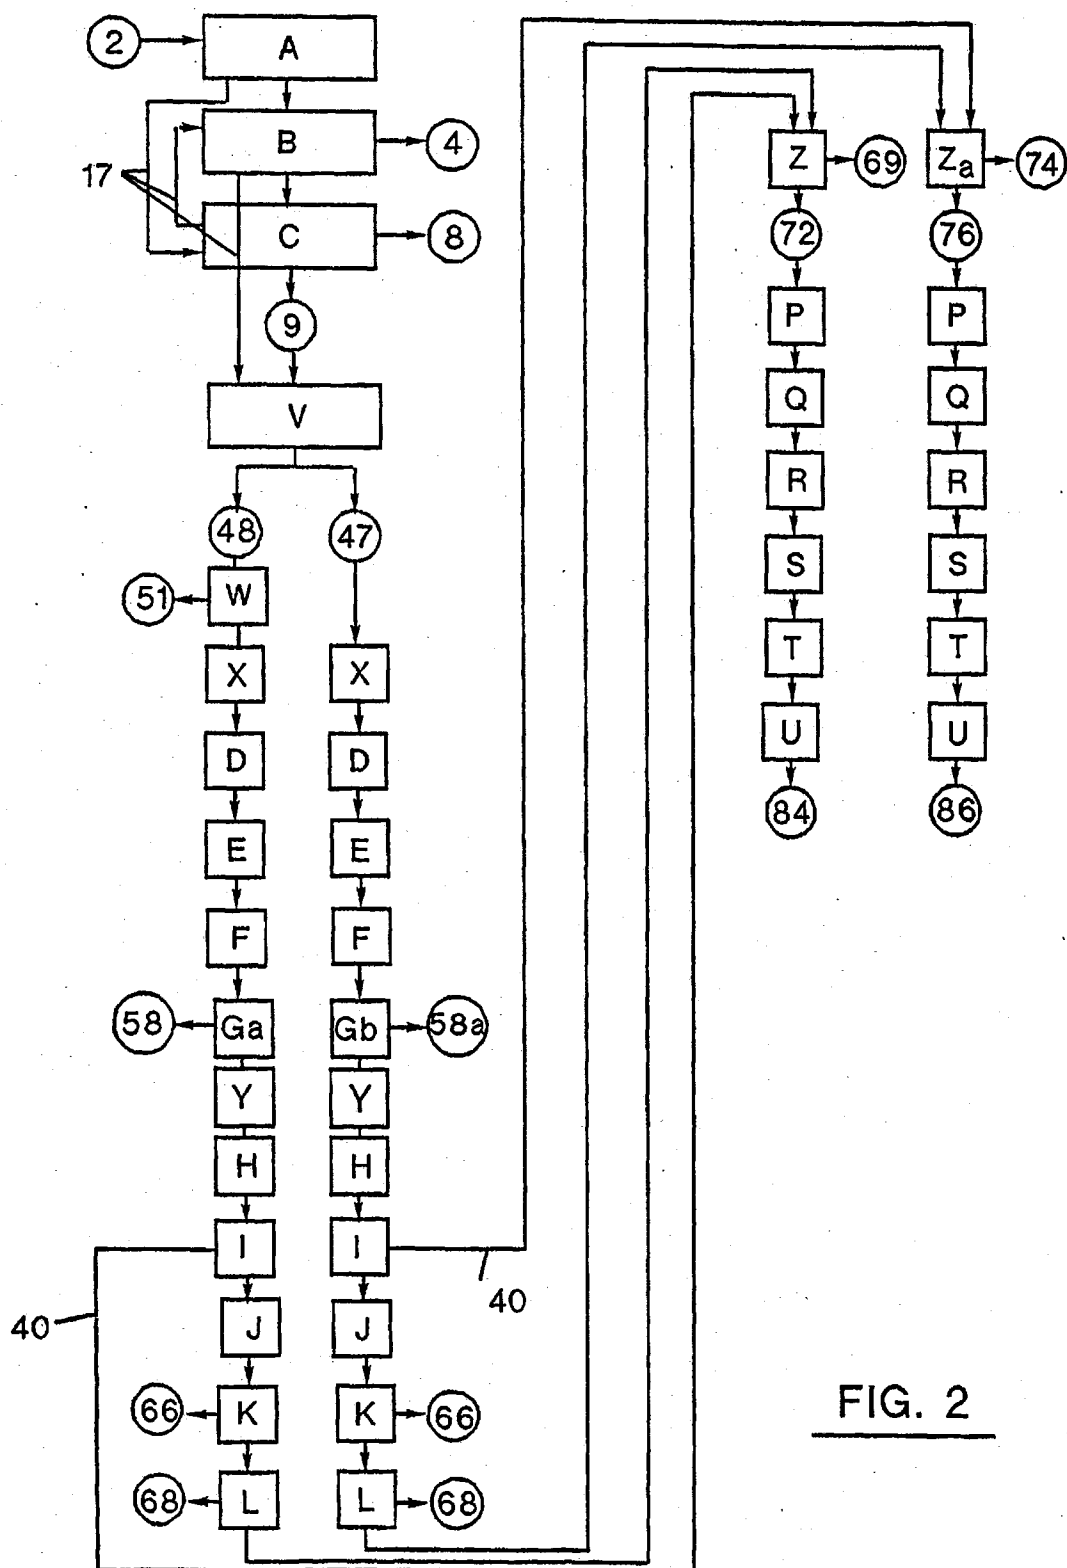 2 A
B 4
17
C 8
9
V
48 47
51 W
X X
D D
E E
F F
58 Ga Gb 58a
Y Y
H H
I I
40 40
J J
66 K K 66
68 L L 68
Z 69 Za 74
72 76
P P
Q Q
R R
S S
T T
U U
84 86
FIG. 2